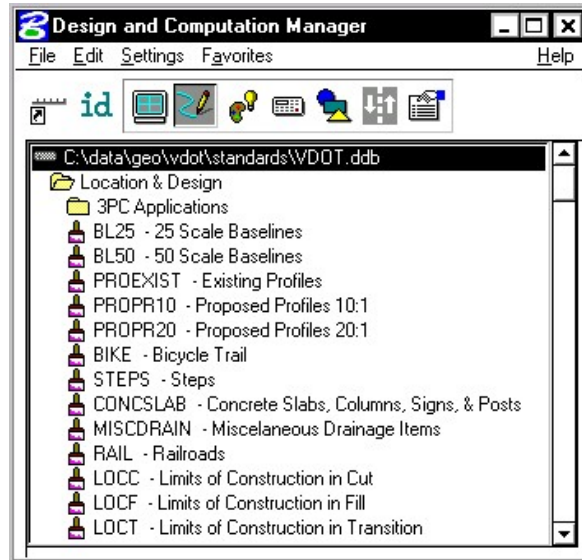 Design and Computation Manager
File Edit Settings Favorites Help
id
C:\data\geo\vdot\standards\VDOT.ddb
Location & Design
3PC Applications
BL25 - 25 Scale Baselines
BL50 - 50 Scale Baselines
PROEXIST - Existing Profiles
PROPR10 - Proposed Profiles 10:1
PROPR20 - Proposed Profiles 20:1
BIKE - Bicycle Trail
STEPS - Steps
CONCSLAB - Concrete Slabs, Columns, Signs, & Posts
MISCDRAIN - Miscelaneous Drainage Items
RAIL - Railroads
LOCC - Limits of Construction in Cut
LOCF - Limits of Construction in Fill
LOCT - Limits of Construction in Transition